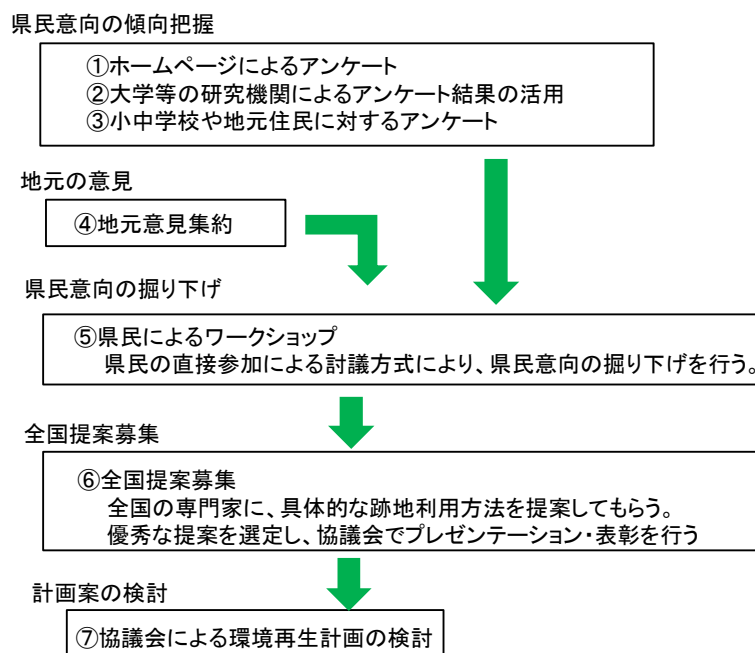 県民意向の傾向把握
①ホームページによるアンケート
②大学等の研究機関によるアンケート結果の活用
③小中学校や地元住民に対するアンケート
地元の意見
④地元意見集約
県民意向の掘り下げ
⑤県民によるワークショップ
県民の直接参加による討議方式により、県民意向の掘り下げを行う。
全国提案募集
⑥全国提案募集
全国の専門家に、具体的な跡地利用方法を提案してもらう。
優秀な提案を選定し、協議会でプレゼンテーション・表彰を行う
計画案の検討
⑦協議会による環境再生計画の検討